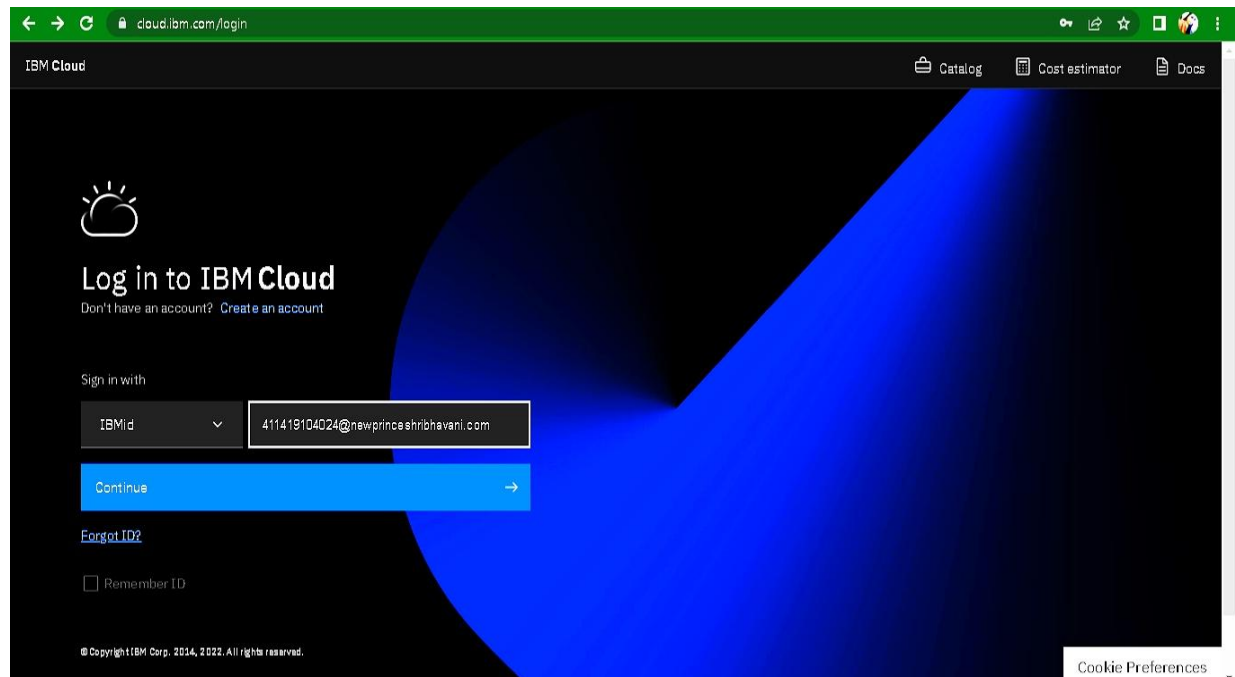 cloud.ibm.com/login
IBM Cloud
Catalog
Cost estimator
Docs
Log in to IBM Cloud
Don't have an account? Create an account
Sign in with
IBMid
411419104024@newprinceshribhavani.com
Continue
Forgot ID?
Remember ID
© Copyright IBM Corp. 2014, 2022. All rights reserved.
Cookie Preferences